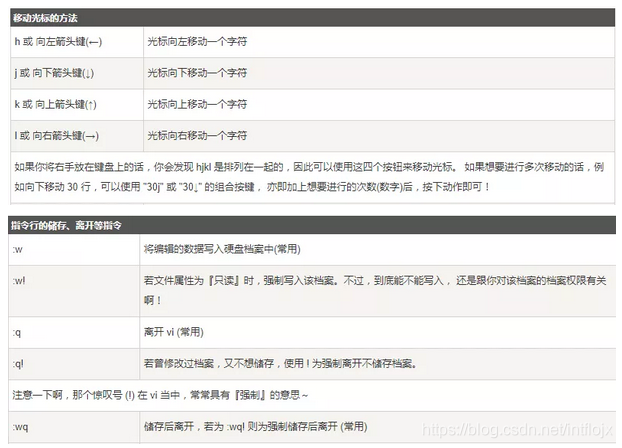 移动光标的方法
h 或 向左箭头键(←) 光标向左移动一个字符
j 或 向下箭头键(↓) 光标向下移动一个字符
k 或 向上箭头键(↑) 光标向上移动一个字符
l 或 向右箭头键(→) 光标向右移动一个字符
如果你将右手放在键盘上的话，你会发现 hjkl 是排列在一起的，因此可以使用这四个按钮来移动光标。 如果想要进行多次移动的话，例
如向下移动 30 行，可以使用 "30j" 或 "30↓" 的组合按键， 亦即加上想要进行的次数(数字)后，按下动作即可！
指令行的储存、离开等指令
:w 将编辑的数据写入硬盘档案中(常用)
:w! 若文件属性为『只读』时，强制写入该档案。不过，到底能不能写入， 还是跟你对该档案的档案权限有关
啊！
:q 离开 vi (常用)
:q! 若曾修改过档案，又不想储存，使用 ! 为强制离开不储存档案。
注意一下啊，那个惊叹号 (!) 在 vi 当中，常常具有『强制』的意思～
:wq 储存后离开，若为 :wq! 则为强制储存后离开 (常用)
https://blog.csdn.net/intflojx